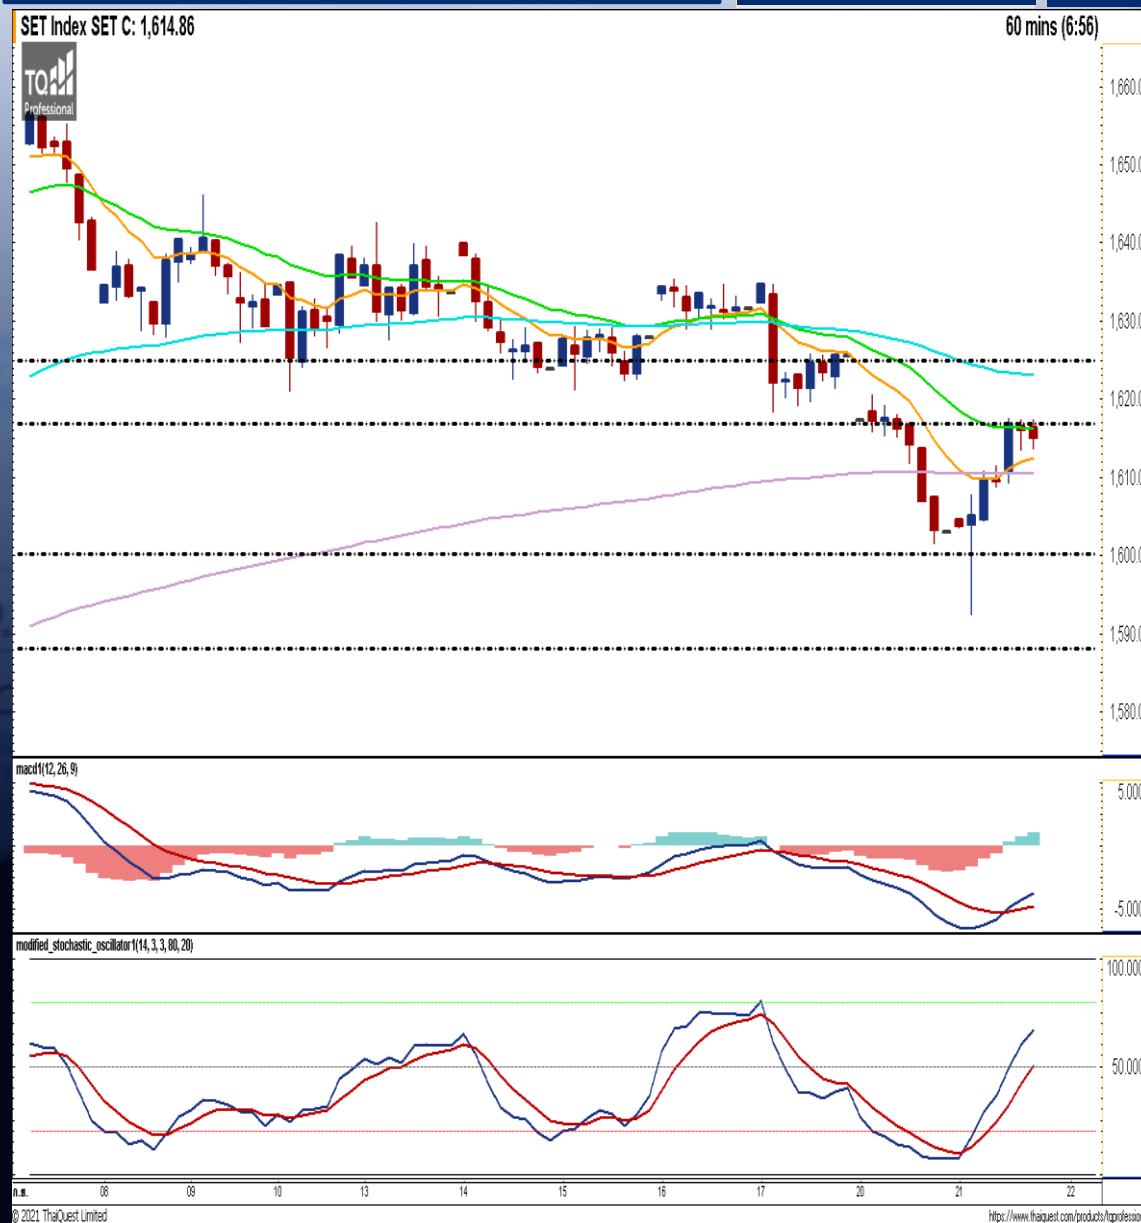 SET Index SET C: 1,614.86
60 mins (6:56)
TQ
Professional
1,660.0
1,650.0
1,640.0
1,630.0
1,620.0
1,610.0
1,600.0
1,590.0
1,580.0
macd1(12, 26, 9)
5.000
-5.000
modified_stochastic_oscillator1(14, 3, 3, 80, 20)
100.000
50.000
ก.ย. 08 09 10 13 14 15 16 17 20 21 22
© 2021 ThaiQuest Limited
https://www.thaiquest.com/products/tqprofession